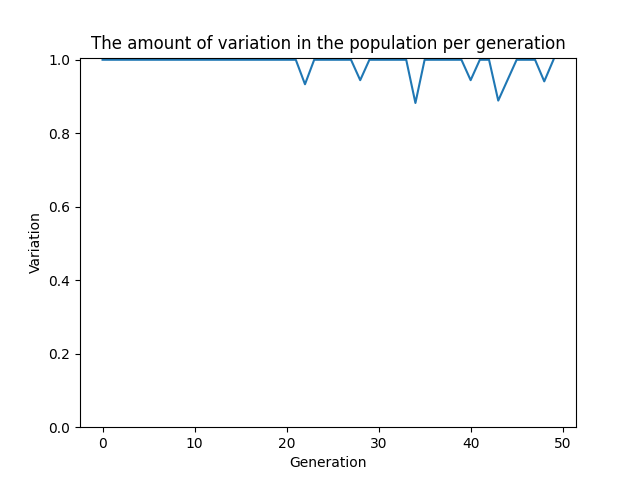 The amount of variation in the population per generation
1.0
0.8
0.6
0.4
0.2
0.0
Variation
0 10 20 30 40 50
Generation